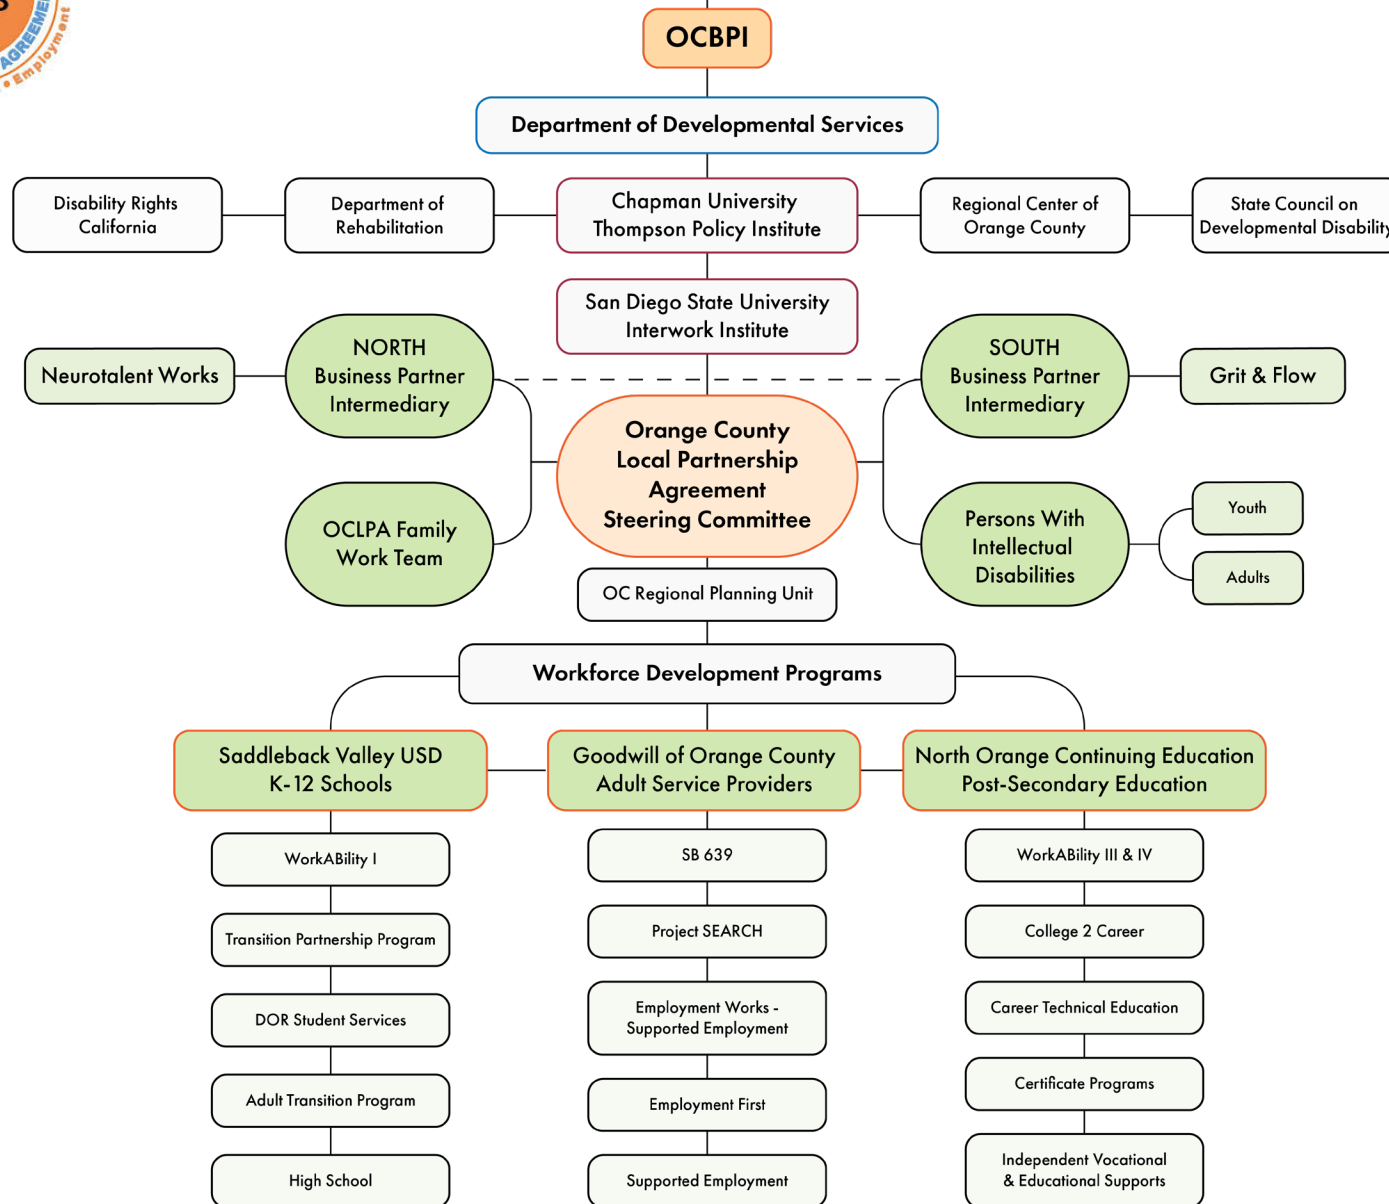 S
AGREEME
• Employment
OCBPI
Department of Developmental Services
Disability Rights
California
Department of
Rehabilitation
Chapman University
Thompson Policy Institute
Regional Center of
Orange County
State Council on
Developmental Disability
San Diego State University
Interwork Institute
Neurotalent Works
NORTH
Business Partner
Intermediary
SOUTH
Business Partner
Intermediary
Grit & Flow
Orange County
Local Partnership
Agreement
Steering Committee
OCLPA Family
Work Team
Persons With
Intellectual
Disabilities
Youth
Adults
OC Regional Planning Unit
Workforce Development Programs
Saddleback Valley USD
K-12 Schools
Goodwill of Orange County
Adult Service Providers
North Orange Continuing Education
Post-Secondary Education
WorkABility I
Transition Partnership Program
DOR Student Services
Adult Transition Program
High School
SB 639
Project SEARCH
Employment Works -
Supported Employment
Employment First
Supported Employment
WorkABility III & IV
College 2 Career
Career Technical Education
Certificate Programs
Independent Vocational
& Educational Supports